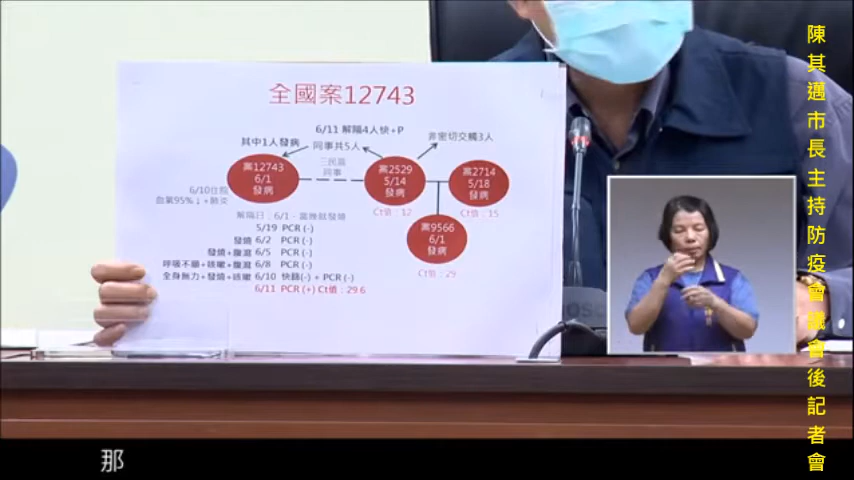 全國案12743
6/11 解隔4人快+P
其中1人發病
同事共5人
非密切交觸3人
案12743
6/1
發病
三民區
同事
案2529
5/14
發病
案2714
5/18
發病
Ct值：12
Ct值：15
案9566
6/1
發病
Ct值：29
6/10住院
血氧95%↓+肺炎
解隔日：6/1，當晚就發燒
5/19 PCR (-)
發燒 6/2 PCR (-)
發燒+腹瀉 6/5 PCR (-)
呼吸不順+咳嗽+腹瀉 6/8 PCR (-)
全身無力+發燒+咳嗽 6/10 快篩(-) + PCR (-)
6/11 PCR (+) Ct值：29.6
陳其邁市長主持防疫會議會後記者會
那